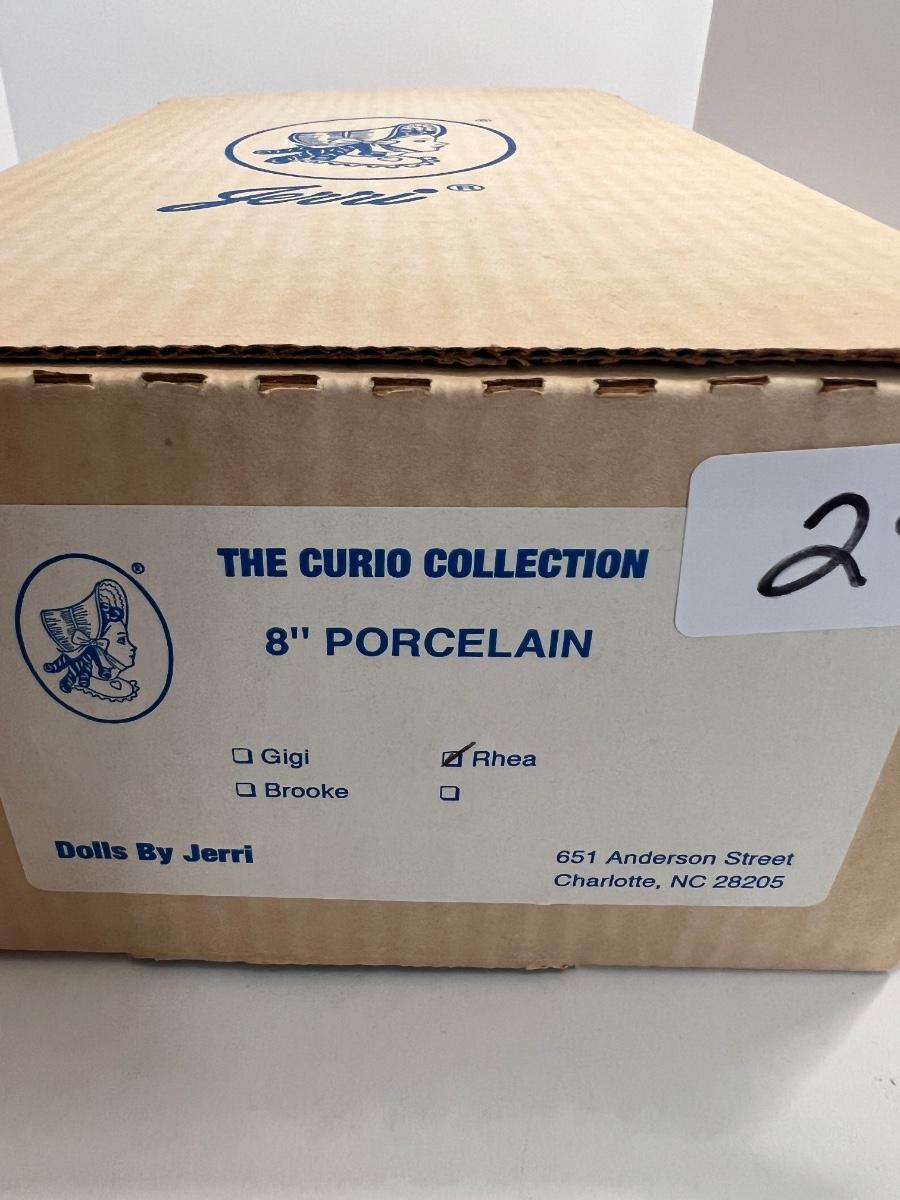 Jerri®
®
THE CURIO COLLECTION
8" PORCELAIN
2
☐ Gigi
☑ Rhea
☐ Brooke
☐
Dolls By Jerri
651 Anderson Street
Charlotte, NC 28205